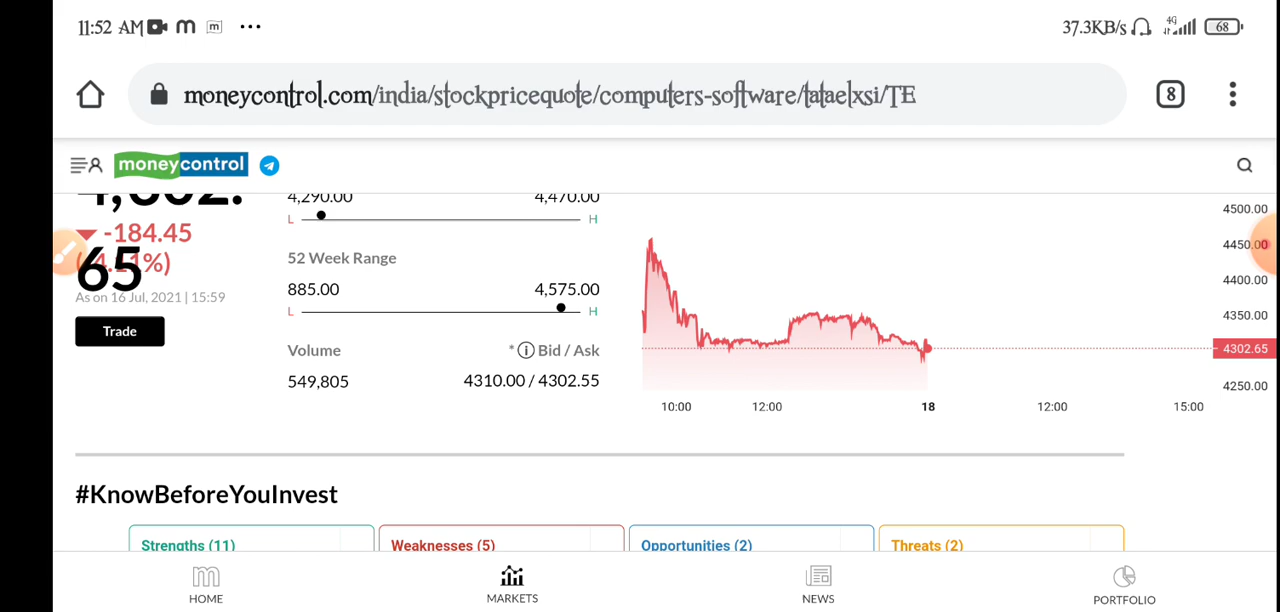 11:52 AM
37.3KB/s 4G 68
moneycontrol.com/india/stockpricequote/computers-software/tataelxsi/TE
8
moneycontrol
4,302.
65
-184.45
%)
As on 16 Jul, 2021 | 15:59
Trade
4,290.00 4,470.00
L H
52 Week Range
885.00 4,575.00
L H
Volume * Bid / Ask
549,805 4310.00 / 4302.55
4500.00
4450.00
4400.00
4350.00
4302.65
4250.00
10:00 12:00 18 12:00 15:00
#KnowBeforeYouInvest
Strengths (11) Weaknesses (5) Opportunities (2) Threats (2)
HOME MARKETS NEWS PORTFOLIO